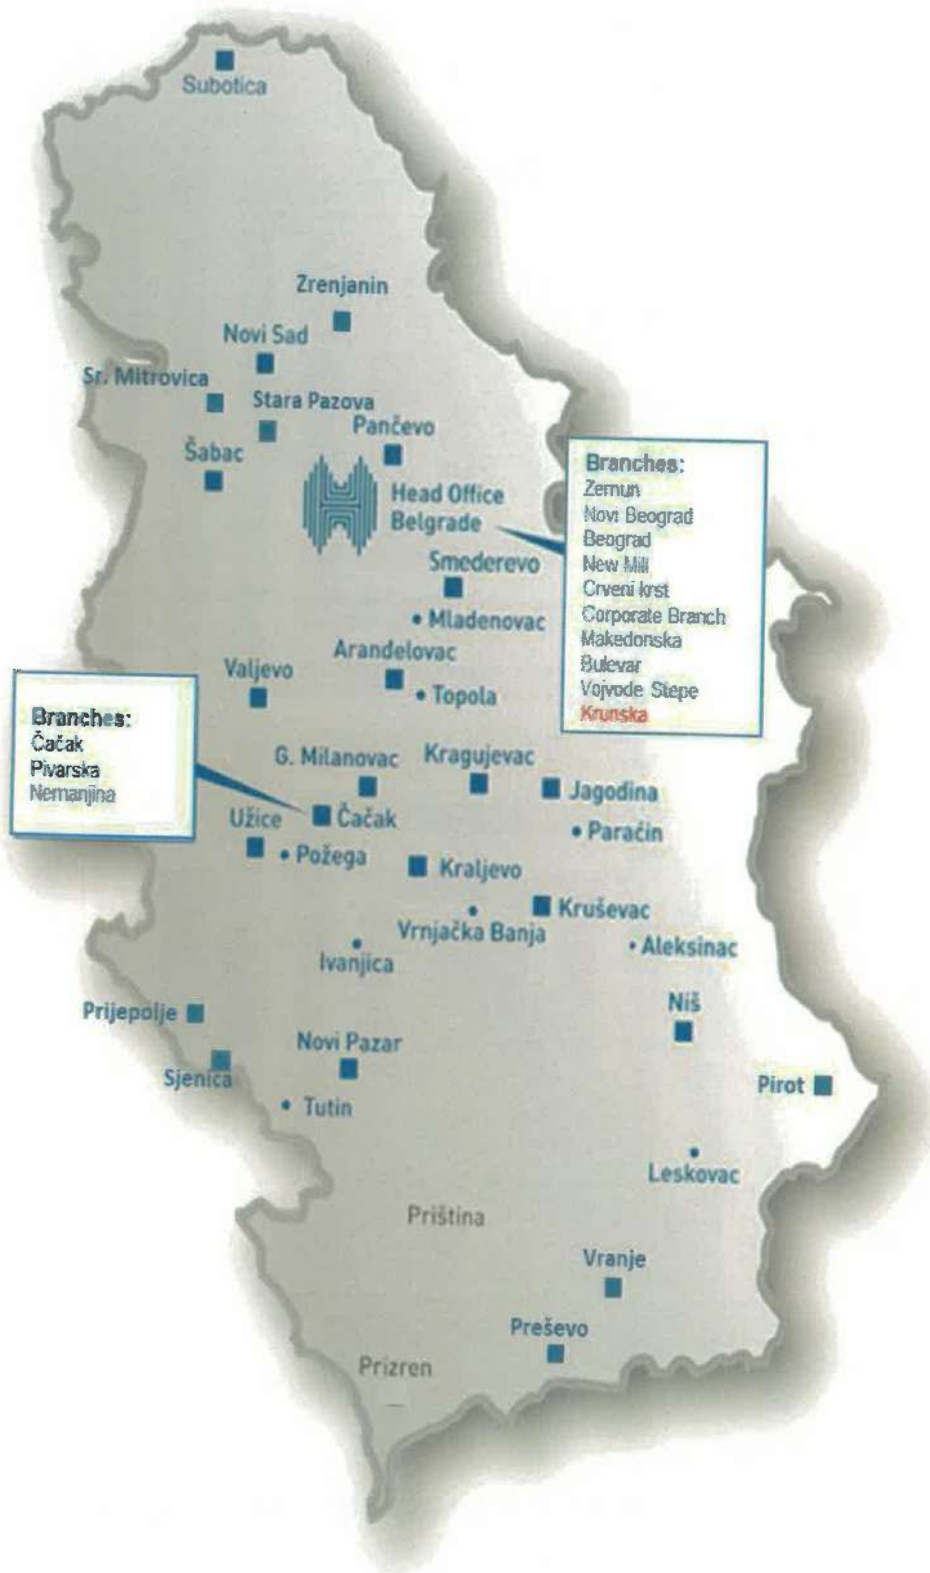 Subotica
Zrenjanin
Novi Sad
Sr. Mitrovica
Stara Pazova
Pančevo
Šabac
Head Office
Belgrade
Branches:
Zemun
Novi Beograd
Beograd
New Mill
Crveni krst
Corporate Branch
Makedonska
Bulevar
Vojvode Stepe
Krunska
Smederevo
Mladenovac
Aranđelovac
Valjevo
Topola
Branches:
Čačak
Pivarska
Nemanjina
G. Milanovac
Kragujevac
Jagodina
Užice
Čačak
Paraćin
Požega
Kraljevo
Kruševac
Vrnjačka Banja
Aleksinac
Ivanjica
Niš
Prijepolje
Novi Pazar
Sjenica
Pirot
Tutin
Leskovac
Priština
Vranje
Preševo
Prizren